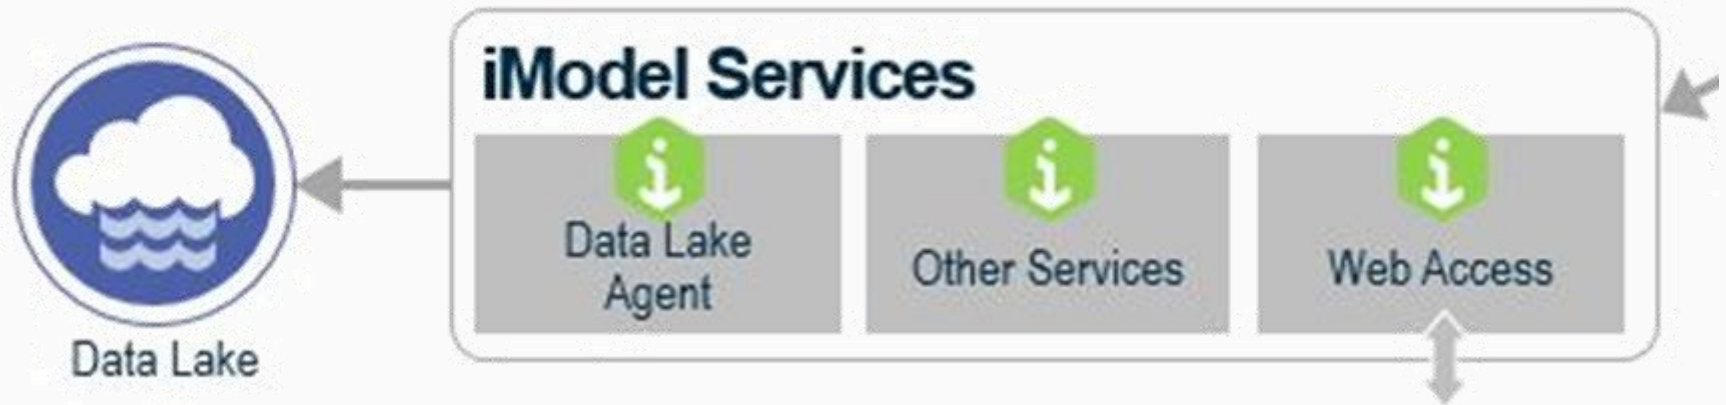 iModel Services
Data Lake
Agent
Other Services
Web Access
Data Lake